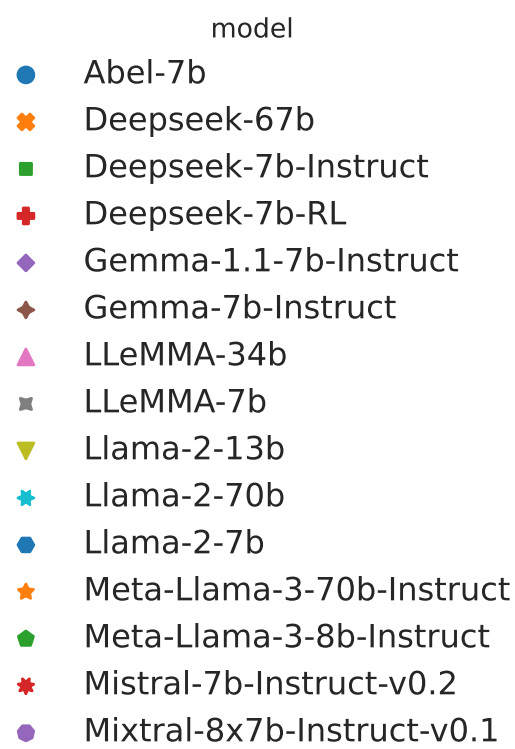 model
Abel-7b
Deepseek-67b
Deepseek-7b-Instruct
Deepseek-7b-RL
Gemma-1.1-7b-Instruct
Gemma-7b-Instruct
LLeMMA-34b
LLeMMA-7b
Llama-2-13b
Llama-2-70b
Llama-2-7b
Meta-Llama-3-70b-Instruct
Meta-Llama-3-8b-Instruct
Mistral-7b-Instruct-v0.2
Mixtral-8x7b-Instruct-v0.1